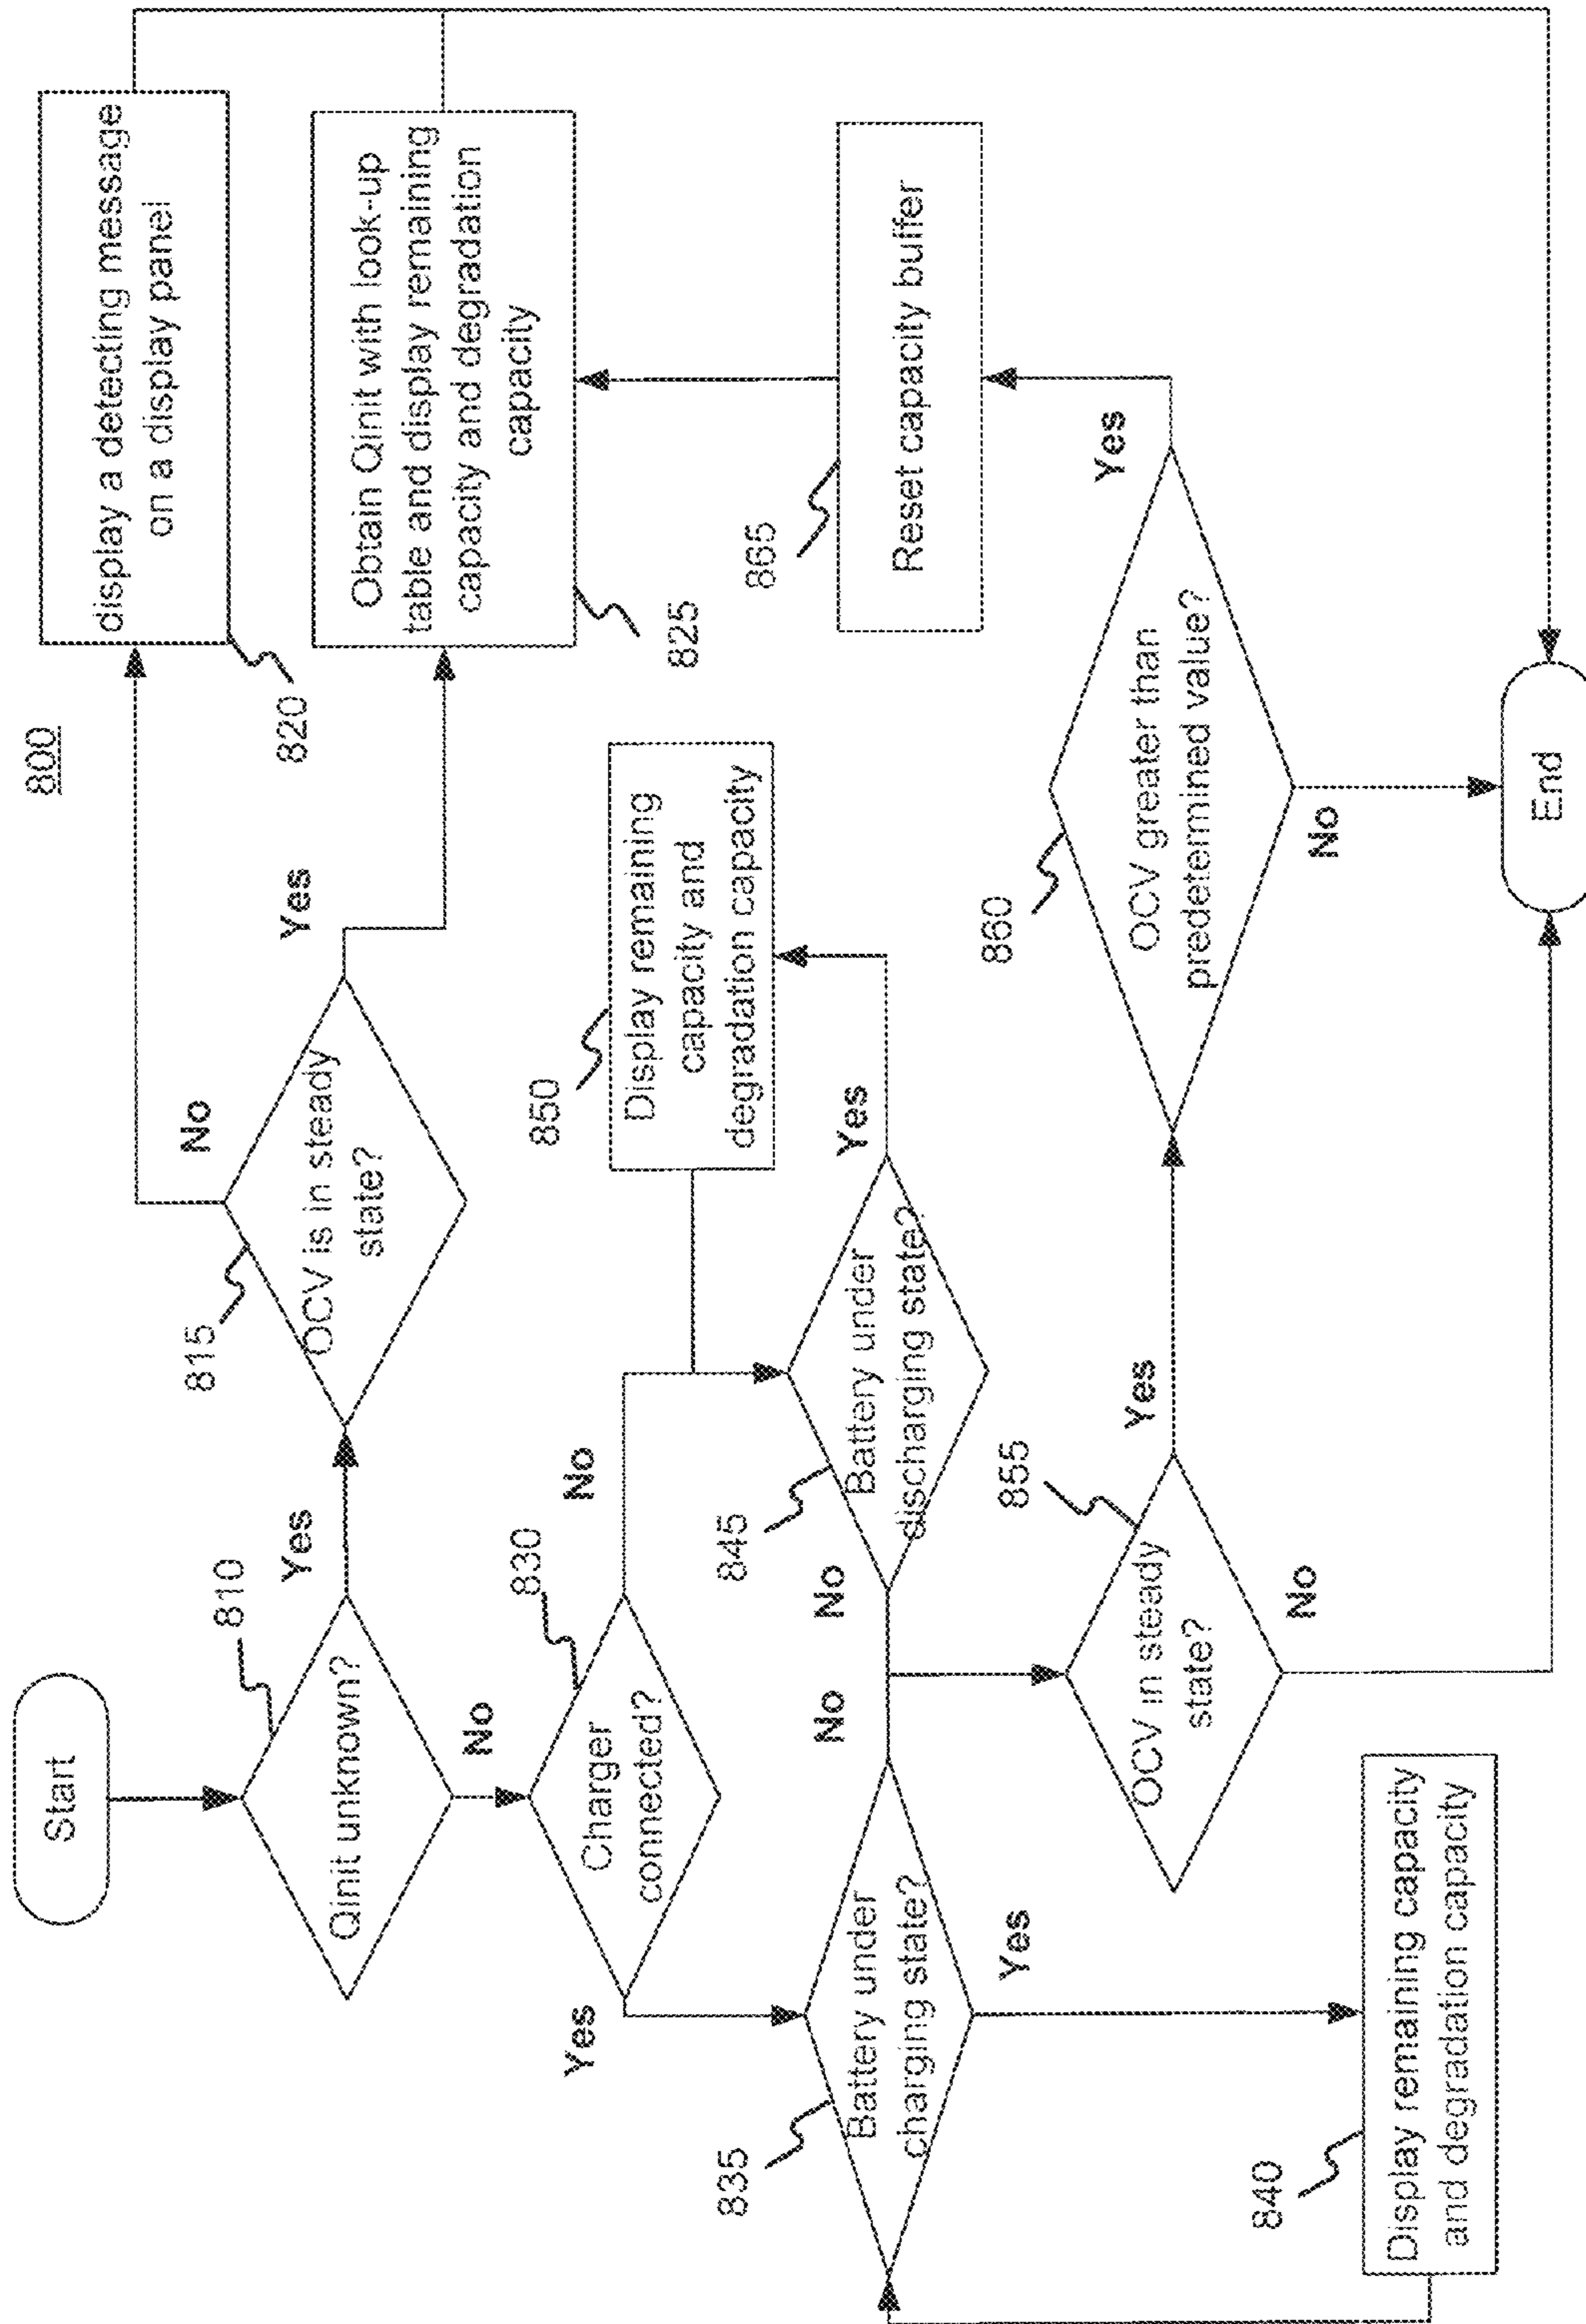 800
Start
810
Qinit unknown?
Yes
No
815
OCV is in steady
state?
No
Yes
820
display a detecting message
on a display panel
825
Obtain Qinit with look-up
table and display remaining
capacity and degradation
capacity
830
Charger
connected?
Yes
No
835
Battery under
charging state?
No
Yes
840
Display remaining capacity
and degradation capacity
845
Battery under
discharging state?
No
Yes
850
Display remaining
capacity and
degradation capacity
855
OCV in steady
state?
Yes
No
860
OCV greater than
predetermined value?
Yes
No
865
Reset capacity buffer
End